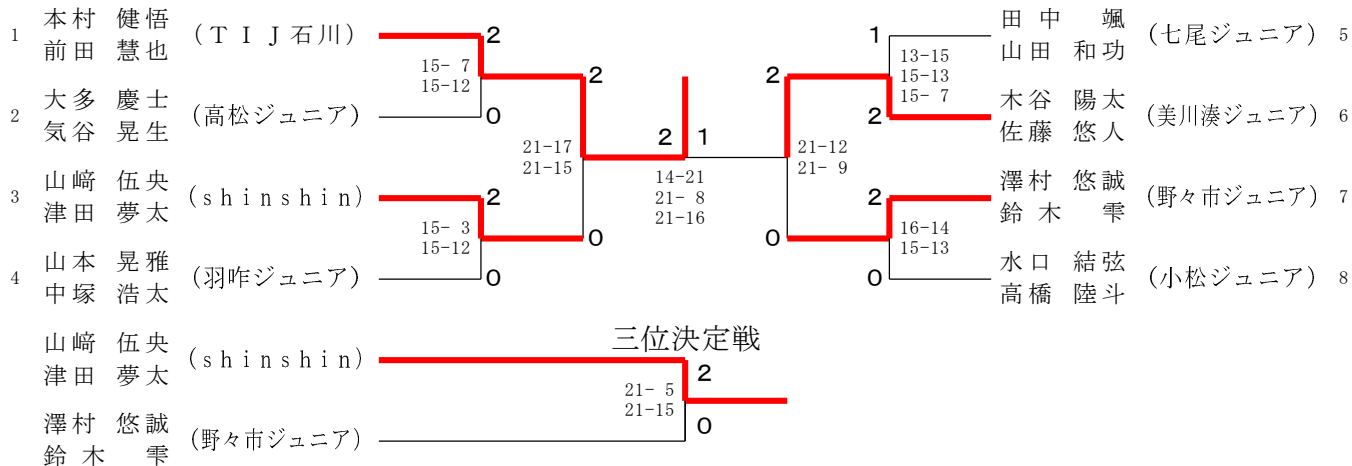 1 本村 健悟
前田 慧也
(ＴＩＪ石川)
2
15- 7
15-12
2 大多 慶士
気谷 晃生
(高松ジュニア)
0
2
21-17
21-15
0
3 山﨑 伍央
津田 夢太
(shinshin)
2
15- 3
15-12
4 山本 晃雅
中塚 浩太
(羽咋ジュニア)
0
2 1
14-21
21- 8
21-16
田中 颯
山田 和功
(七尾ジュニア) 5
1
13-15
15-13
15- 7
木谷 陽太
佐藤 悠人
(美川湊ジュニア) 6
2
2
21-12
21- 9
0
澤村 悠誠
鈴木 雫
(野々市ジュニア) 7
2
16-14
15-13
水口 結弦
高橋 陸斗
(小松ジュニア) 8
0
三位決定戦
山﨑 伍央
津田 夢太
(shinshin)
2
21- 5
21-15
0
澤村 悠誠
鈴木 雫
(野々市ジュニア)